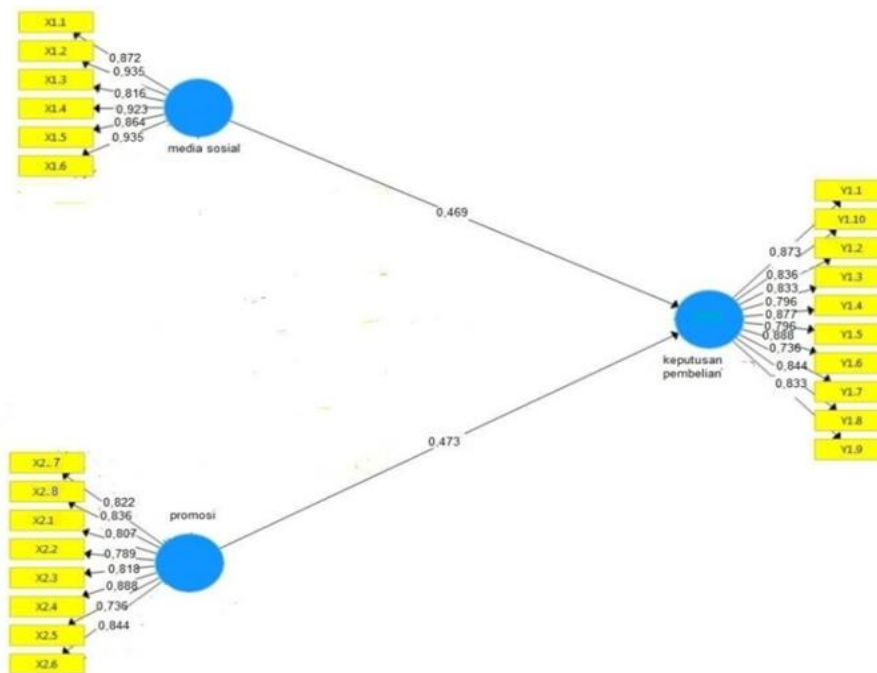 X1.1
X1.2
X1.3
X1.4
X1.5
X1.6
0,872
0,935
0,816
0,923
0,864
0,935
media sosial
0,469
Y1.1
Y1.10
Y1.2
Y1.3
Y1.4
Y1.5
Y1.6
Y1.7
Y1.8
Y1.9
0,873
0,836
0,833
0,796
0,877
0,796
0,888
0,736
0,844
0,833
keputusan
pembelian
0,473
X2..7
X2..8
X2.1
X2.2
X2.3
X2.4
X2.5
X2.6
0,822
0,836
0,807
0,789
0,818
0,888
0,736
0,844
promosi